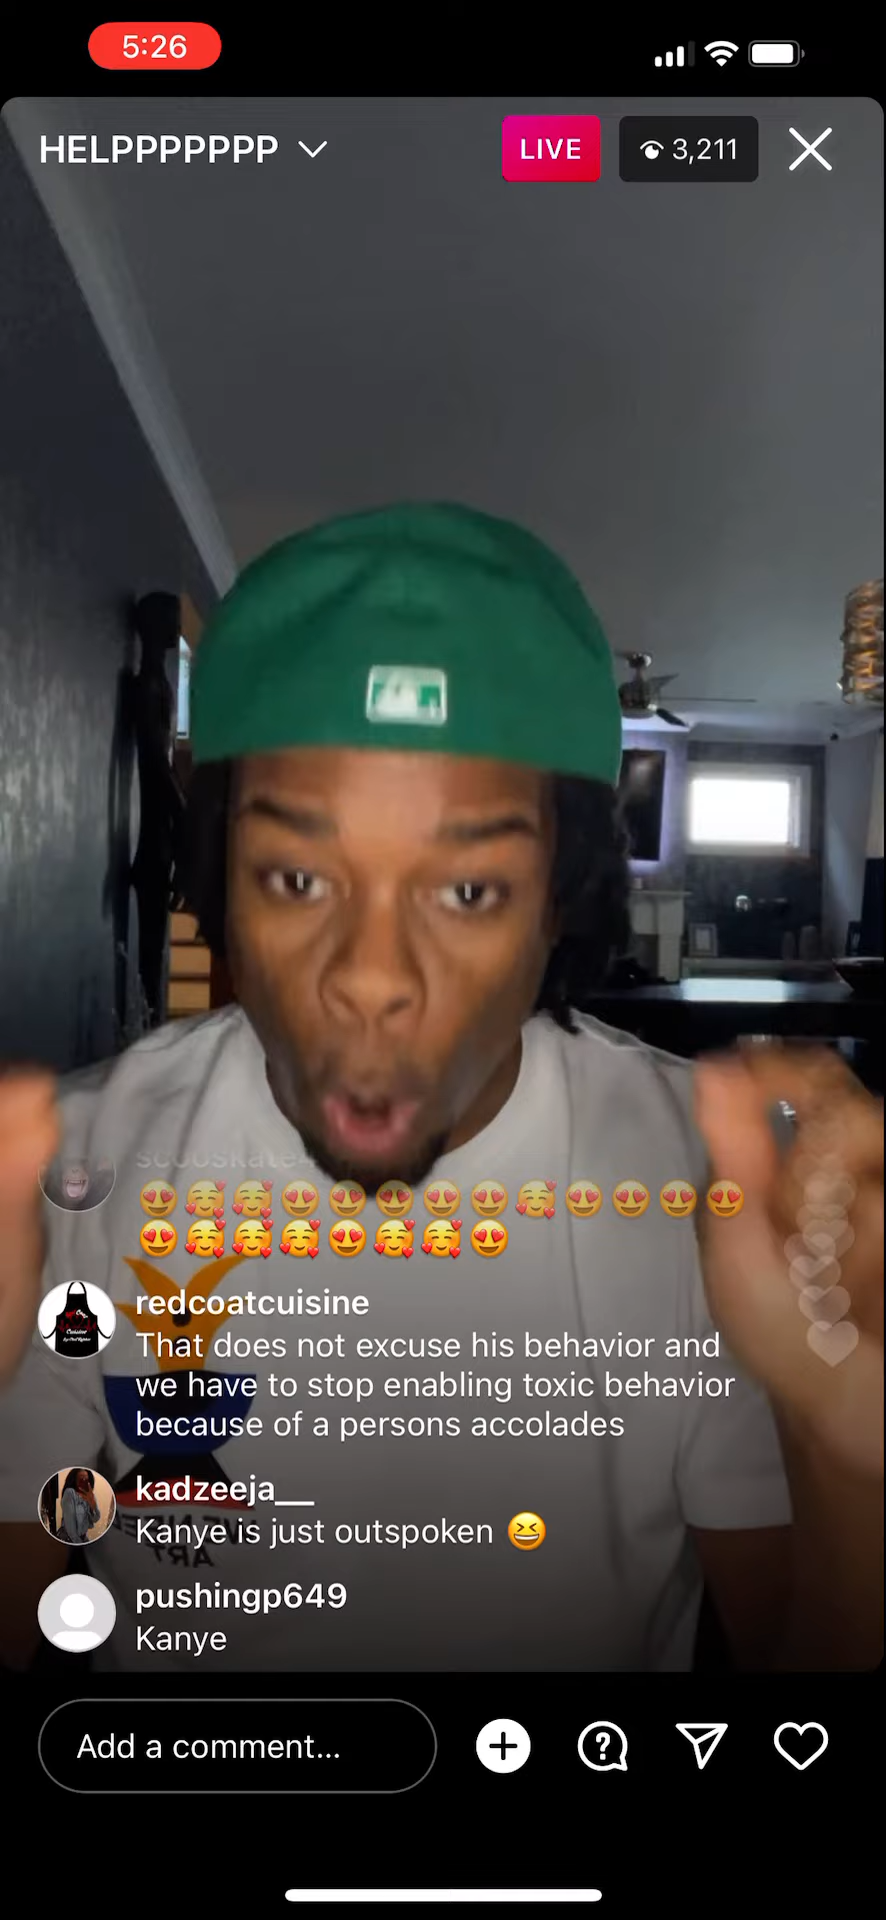 5:26
HELPPPPPPP
LIVE
3,211
scooskate4
😍🥰🥰😍😍😍😍😍🥰😍😍😍😍
😍🥰🥰🥰😍🥰🥰😍
redcoatcuisine
That does not excuse his behavior and
we have to stop enabling toxic behavior
because of a persons accolades
kadzeeja__
Kanye is just outspoken 😆
pushingp649
Kanye
Add a comment...